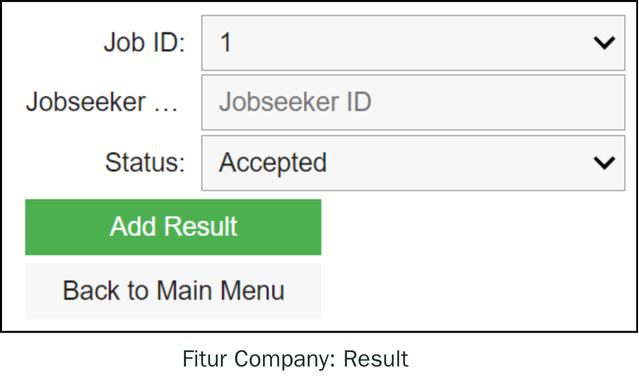 Job ID: 1
Jobseeker ... Jobseeker ID
Status: Accepted
Add Result
Back to Main Menu
Fitur Company: Result